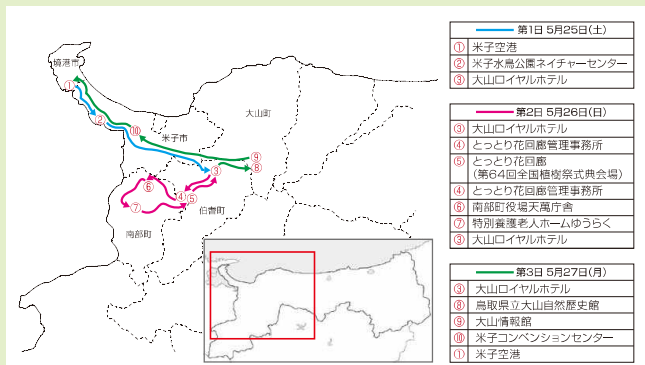 境港市
①
②
⑩
米子市
大山町
⑨
⑧
③
⑥
④
⑤
⑦
伯耆町
南部町
第1日 5月25日(土)
① 米子空港
② 米子水鳥公園ネイチャーセンター
③ 大山ロイヤルホテル
第2日 5月26日(日)
③ 大山ロイヤルホテル
④ とっとり花回廊管理事務所
⑤ とっとり花回廊
(第64回全国植樹祭式典会場)
④ とっとり花回廊管理事務所
⑥ 南部町役場天萬庁舎
⑦ 特別養護老人ホームゆうらく
③ 大山ロイヤルホテル
第3日 5月27日(月)
③ 大山ロイヤルホテル
⑧ 鳥取県立大山自然歴史館
⑨ 大山情報館
⑩ 米子コンベンションセンター
① 米子空港